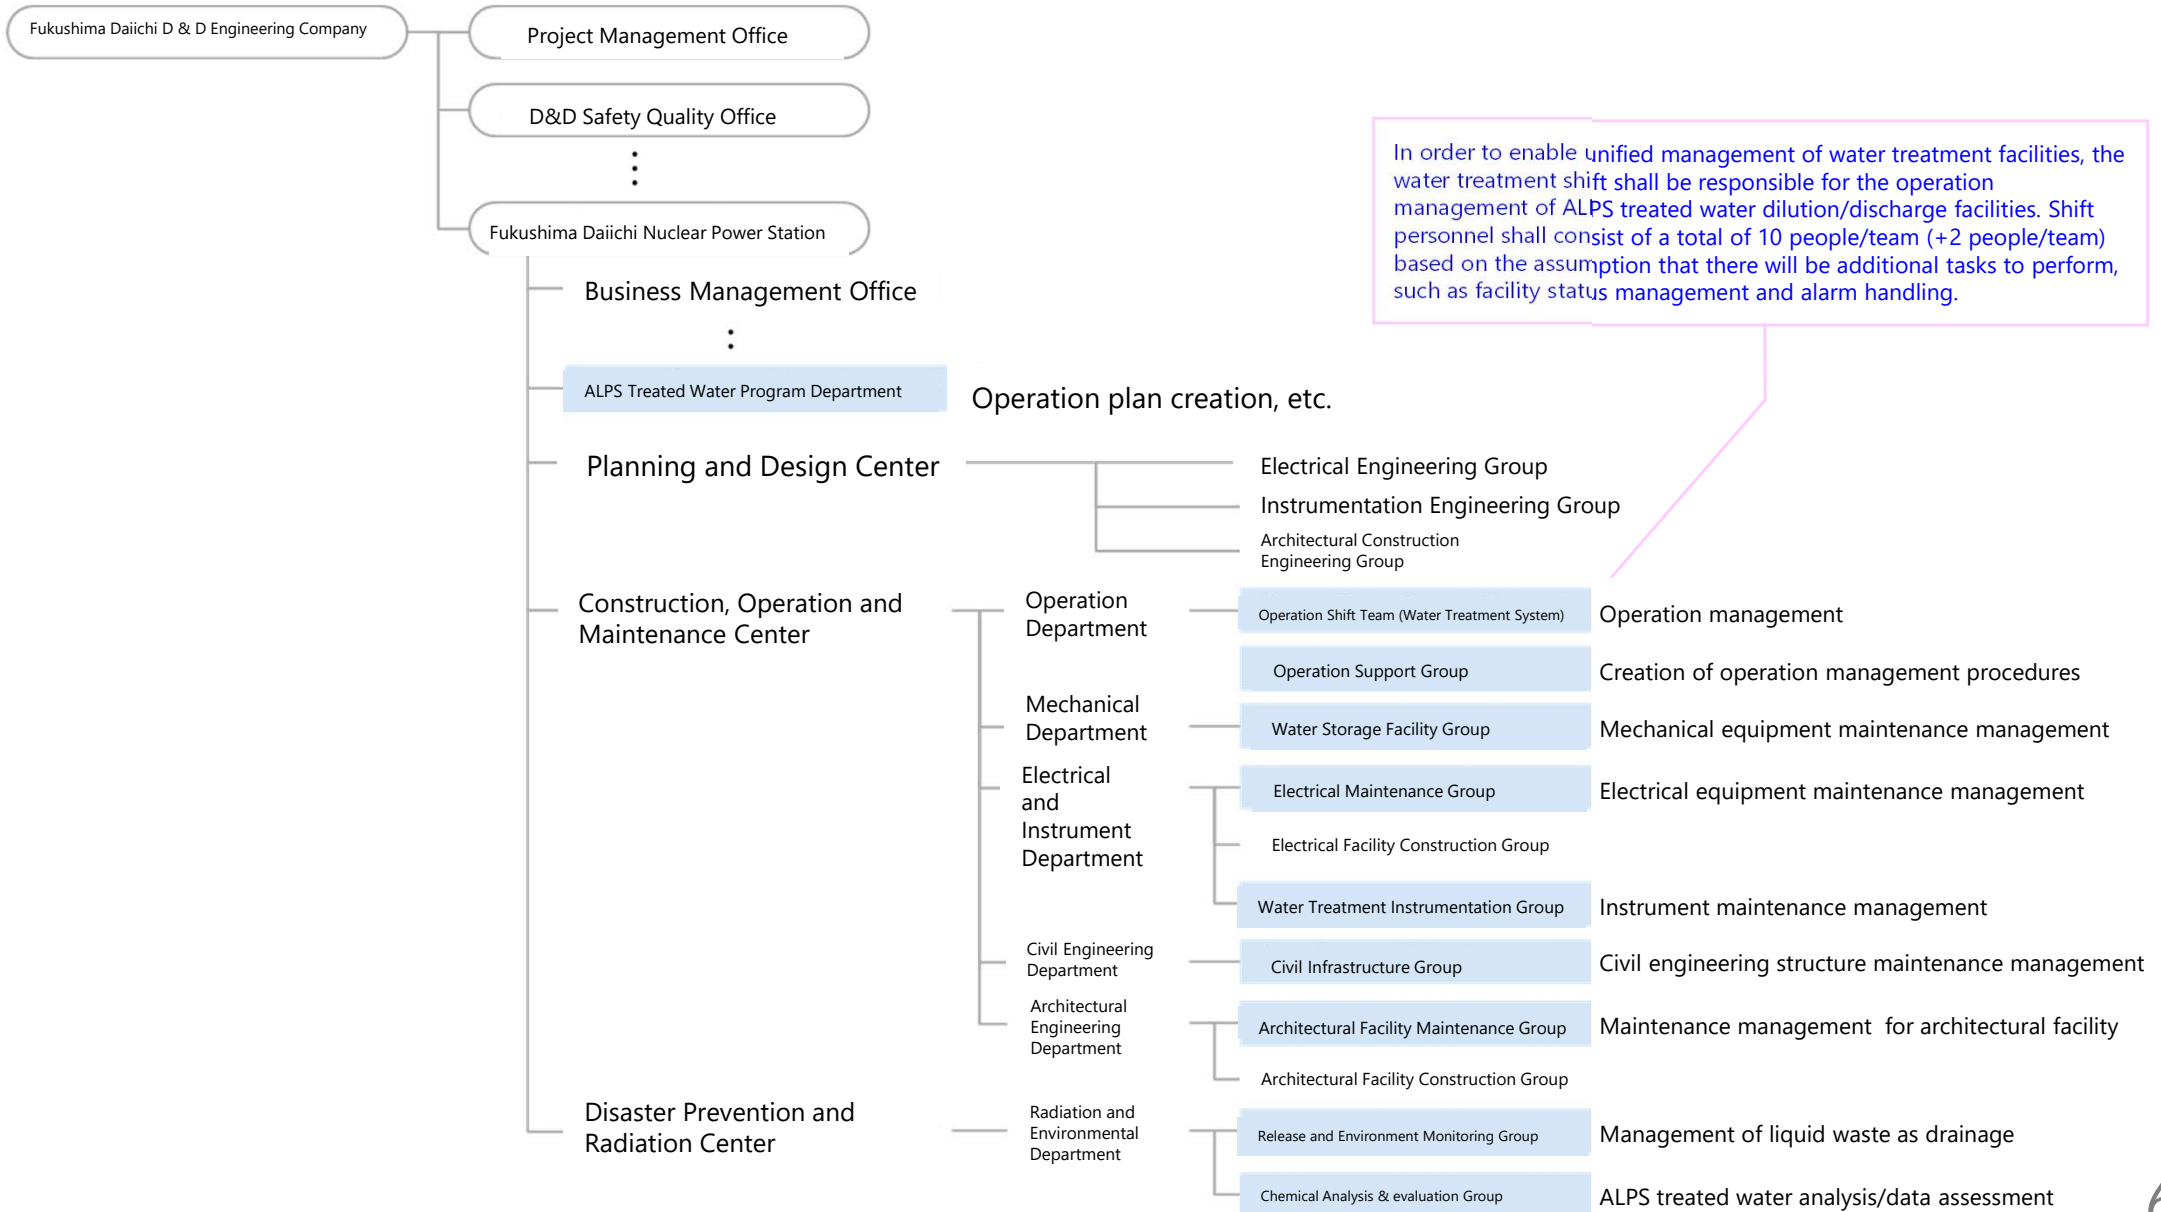 Fukushima Daiichi D & D Engineering Company
Project Management Office
D&D Safety Quality Office
Fukushima Daiichi Nuclear Power Station
In order to enable unified management of water treatment facilities, the
water treatment shift shall be responsible for the operation
management of ALPS treated water dilution/discharge facilities. Shift
personnel shall consist of a total of 10 people/team (+2 people/team)
based on the assumption that there will be additional tasks to perform,
such as facility status management and alarm handling.
Business Management Office
ALPS Treated Water Program Department
Operation plan creation, etc.
Planning and Design Center
Electrical Engineering Group
Instrumentation Engineering Group
Architectural Construction
Engineering Group
Construction, Operation and
Maintenance Center
Operation
Department
Operation Shift Team (Water Treatment System)
Operation management
Operation Support Group
Creation of operation management procedures
Mechanical
Department
Water Storage Facility Group
Mechanical equipment maintenance management
Electrical
and
Instrument
Department
Electrical Maintenance Group
Electrical equipment maintenance management
Electrical Facility Construction Group
Water Treatment Instrumentation Group
Instrument maintenance management
Civil Engineering
Department
Civil Infrastructure Group
Civil engineering structure maintenance management
Architectural
Engineering
Department
Architectural Facility Maintenance Group
Maintenance management for architectural facility
Architectural Facility Construction Group
Disaster Prevention and
Radiation Center
Radiation and
Environmental
Department
Release and Environment Monitoring Group
Management of liquid waste as drainage
Chemical Analysis & evaluation Group
ALPS treated water analysis/data assessment